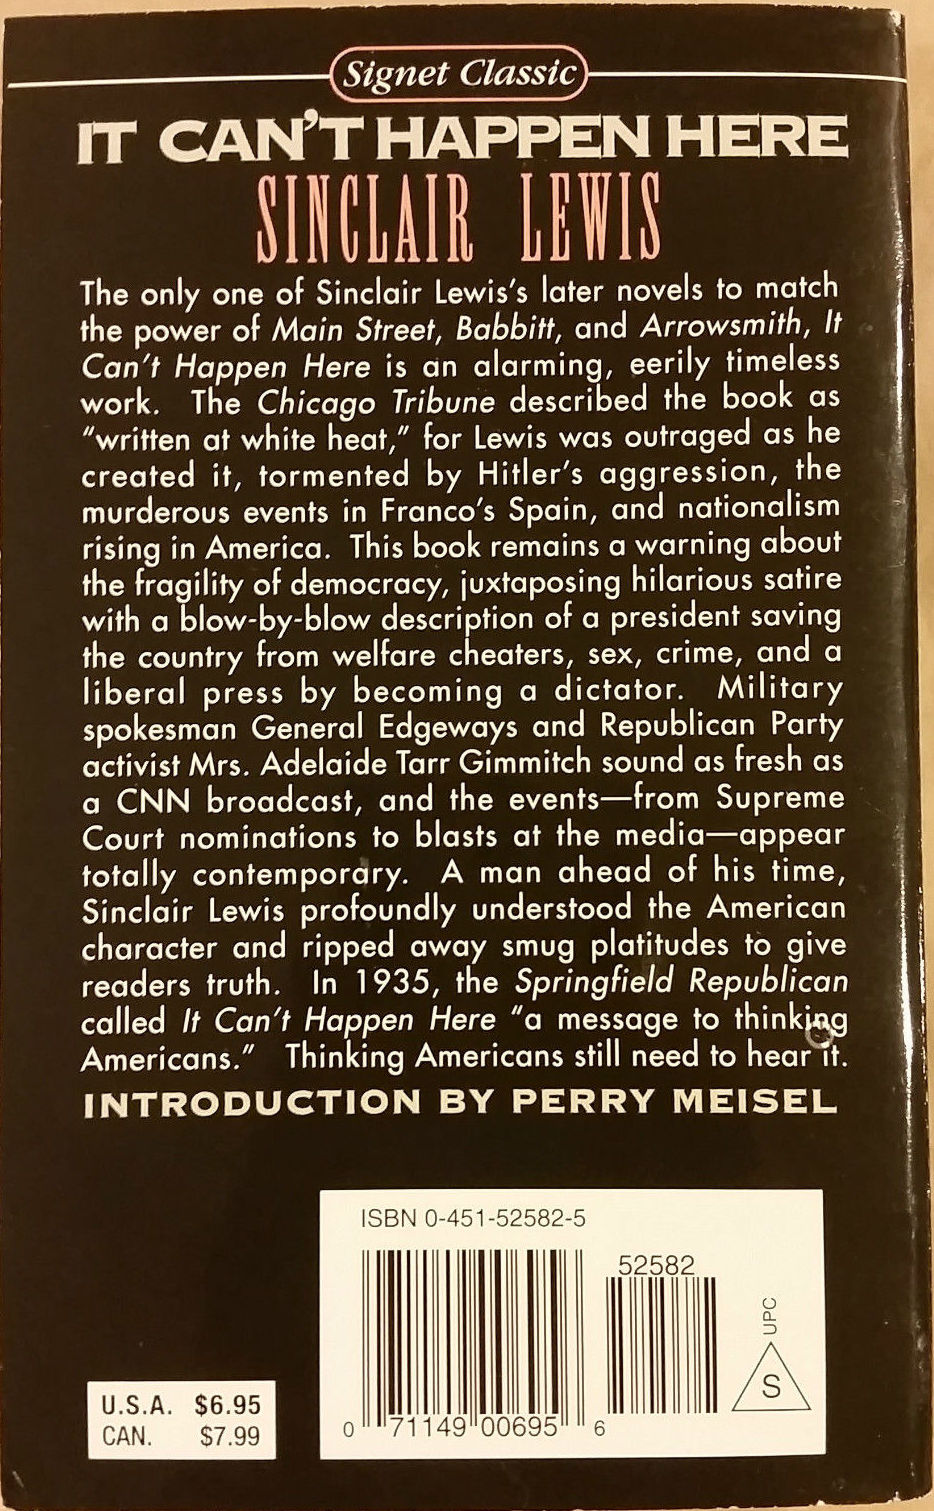 Signet Classic
IT CAN'T HAPPEN HERE
SINCLAIR LEWIS
The only one of Sinclair Lewis's later novels to match
the power of Main Street, Babbitt, and Arrowsmith, It
Can't Happen Here is an alarming, eerily timeless
work. The Chicago Tribune described the book as
"written at white heat," for Lewis was outraged as he
created it, tormented by Hitler's aggression, the
murderous events in Franco's Spain, and nationalism
rising in America. This book remains a warning about
the fragility of democracy, juxtaposing hilarious satire
with a blow-by-blow description of a president saving
the country from welfare cheaters, sex, crime, and a
liberal press by becoming a dictator. Military
spokesman General Edgeways and Republican Party
activist Mrs. Adelaide Tarr Gimmitch sound as fresh as
a CNN broadcast, and the events—from Supreme
Court nominations to blasts at the media—appear
totally contemporary. A man ahead of his time,
Sinclair Lewis profoundly understood the American
character and ripped away smug platitudes to give
readers truth. In 1935, the Springfield Republican
called It Can't Happen Here "a message to thinking
Americans." Thinking Americans still need to hear it.
INTRODUCTION BY PERRY MEISEL
ISBN 0-451-52582-5
52582
UPC
S
0 71149 00695 6
U.S.A. $6.95
CAN. $7.99